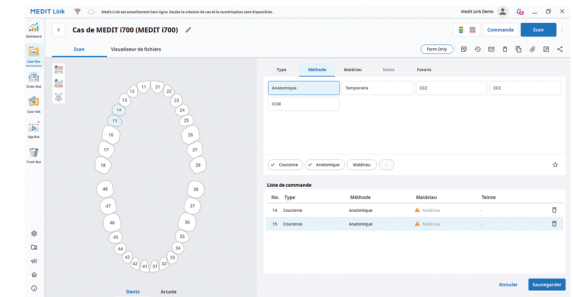 MEDIT Link
Medit Link est actuellement hors ligne. Seules la création de cas et la numérisation sont disponibles.
Medit Link Demo
Cas de MEDIT i700 (MEDIT i700)
Commande
Scan
Dashboard
Scan
Visualiseur de fichiers
Form Only
Case Box
Order Box
App Box
Trash Box
Type
Méthode
Matériau
Teinte
Favoris
Anatomique
Temporaire
Couronne
Anatomique
Matériau
-
Liste de commande
No.
Type
Méthode
Matériau
Teinte
14
Couronne
Anatomique
Matériau
-
15
Couronne
Anatomique
Matériau
-
11
21
12
22
13
23
14
24
15
25
16
26
17
27
18
28
48
38
47
37
46
36
45
35
44
34
43
33
42
41
31
32
Dents
Arcade
Annuler
Sauvegarder